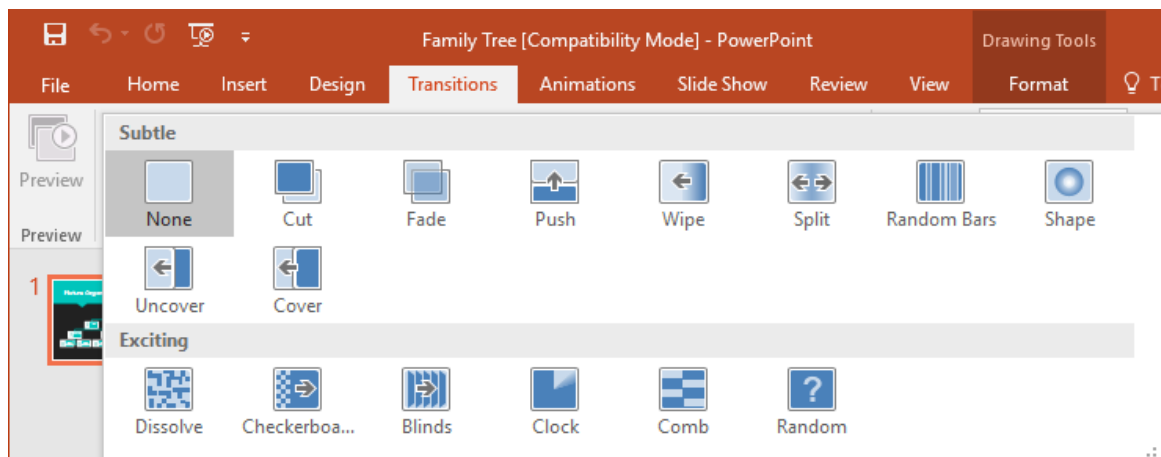 Family Tree [Compatibility Mode] - PowerPoint
Drawing Tools
File Home Insert Design Transitions Animations Slide Show Review View Format T
Preview
Preview
Subtle
None Cut Fade Push Wipe Split Random Bars Shape
Uncover Cover
Exciting
Dissolve Checkerboa... Blinds Clock Comb ? Random
1